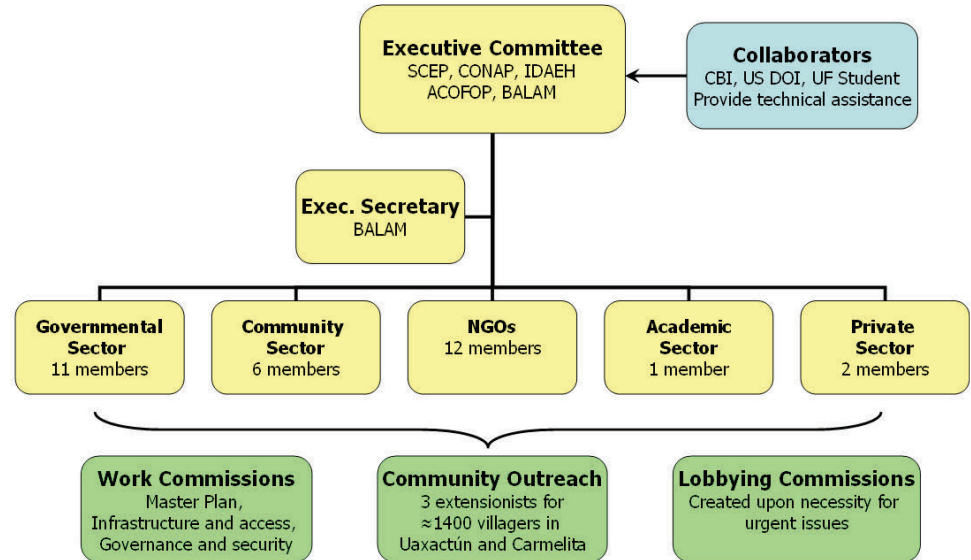 Executive Committee
SCEP, CONAP, IDAEH
ACOFOP, BALAM
Collaborators
CBI, US DOI, UF Student
Provide technical assistance
Exec. Secretary
BALAM
Governmental
Sector
11 members
Community
Sector
6 members
NGOs
12 members
Academic
Sector
1 member
Private
Sector
2 members
Work Commissions
Master Plan,
Infrastructure and access,
Governance and security
Community Outreach
3 extensionists for
≈1400 villagers in
Uaxactún and Carmelita
Lobbying Commissions
Created upon necessity for
urgent issues